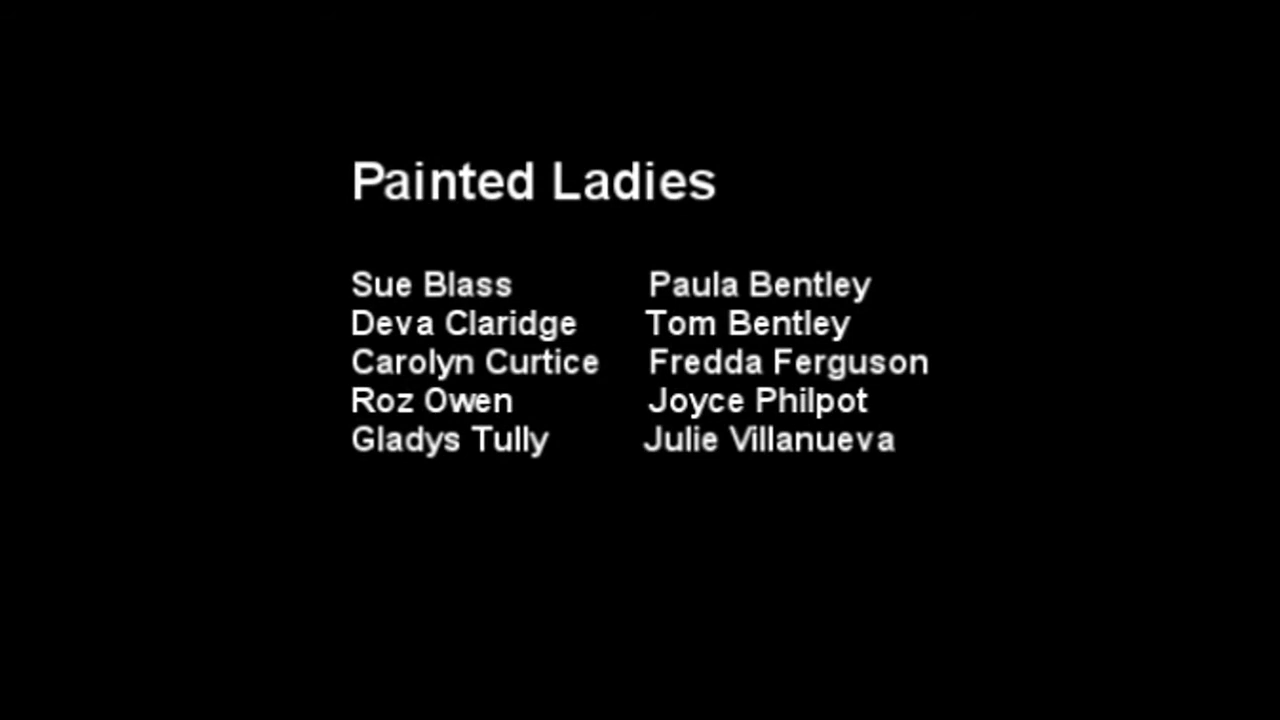 Painted Ladies
Sue Blass Paula Bentley
Deva Claridge Tom Bentley
Carolyn Curtice Fredda Ferguson
Roz Owen Joyce Philpot
Gladys Tully Julie Villanueva